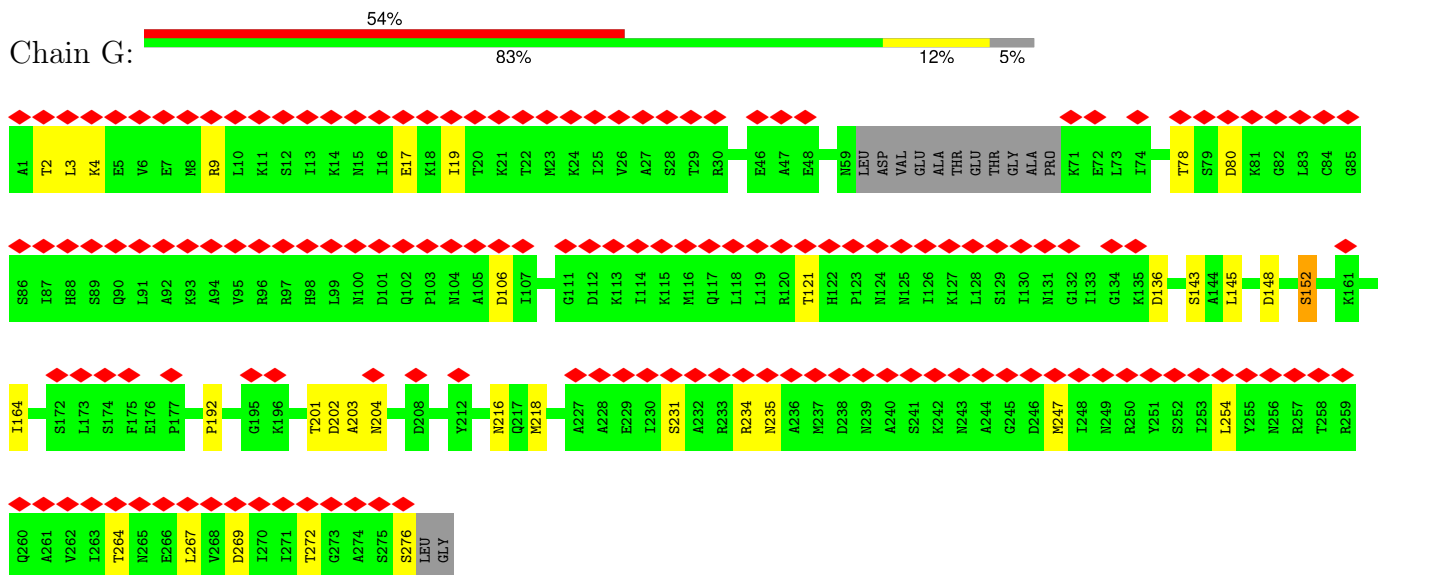 54%
Chain G:
83% 12% 5%
A1 T2 L3 K4 E5 V6 E7 M8 R9 L10 K11 S12 I13 K14 N15 I16 E17 K18 I19 T20 K21 T22 M23 K24 I25 V26 A27 S28 T29 R30 E46 A47 E48 N59 LEU ASP VAL GLU ALA THR GLU THR GLY ALA PRO K71 E72 L73 I74 T78 S79 D80 K81 G82 L83 C84 G85
S86 I87 H88 S89 Q90 L91 A92 K93 A94 V95 R96 R97 H98 L99 N100 D101 Q102 P103 N104 A105 D106 I107 G111 D112 K113 I114 K115 M116 Q117 L118 L119 R120 T121 H122 P123 N124 N125 I126 K127 L128 S129 I130 N131 G132 I133 G134 K135 D136 S143 A144 L145 D148 S152 K161
I164 S172 L173 S174 F175 E176 P177 P192 G195 K196 T201 D202 A203 N204 D208 Y212 N216 Q217 M218 A227 A228 E229 I230 S231 A232 R233 R234 N235 A236 M237 D238 N239 A240 S241 K242 N243 A244 G245 D246 M247 I248 N249 R250 Y251 S252 I253 L254 Y255 N256 R257 T258 R259
Q260 A261 V262 I263 T264 N265 E266 L267 V268 D269 I270 I271 T272 G273 A274 S275 S276 LEU GLY